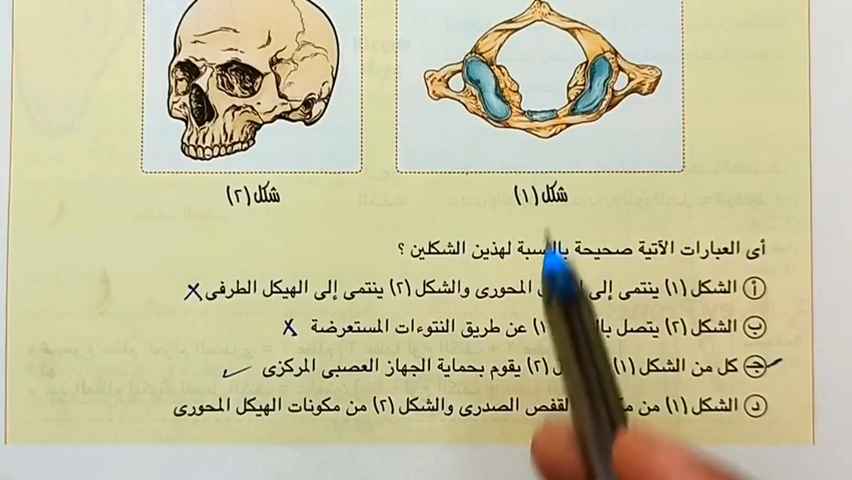 شكل (١)
شكل (٢)
أى العبارات الآتية صحيحة بالنسبة لهذين الشكلين ؟
أ الشكل (١) ينتمى إلى المحورى والشكل (٢) ينتمى إلى الهيكل الطرفى
ب الشكل (٢) يتصل ١) عن طريق النتوءات المستعرضة
ج كل من الشكل (١) (٢) يقوم بحماية الجهاز العصبى المركزى
د الشكل (١) من القفص الصدرى والشكل (٢) من مكونات الهيكل المحورى